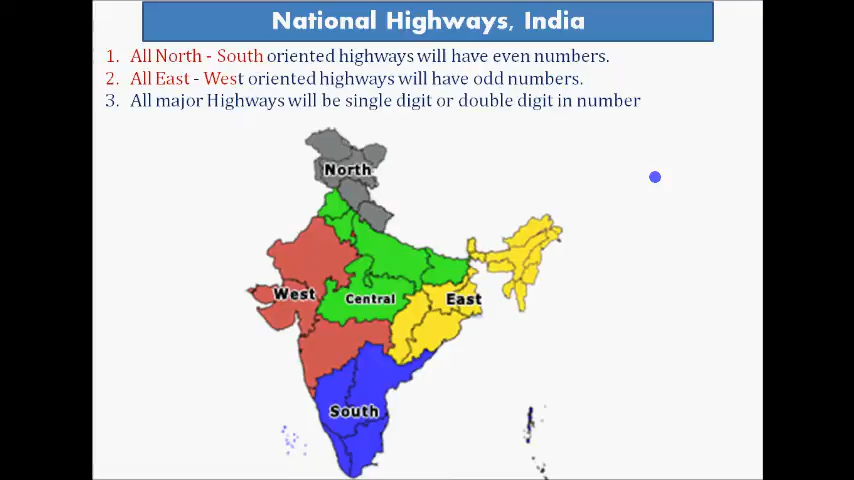 National Highways, India
1. All North - South oriented highways will have even numbers.
2. All East - West oriented highways will have odd numbers.
3. All major Highways will be single digit or double digit in number
North
West
Central
East
South